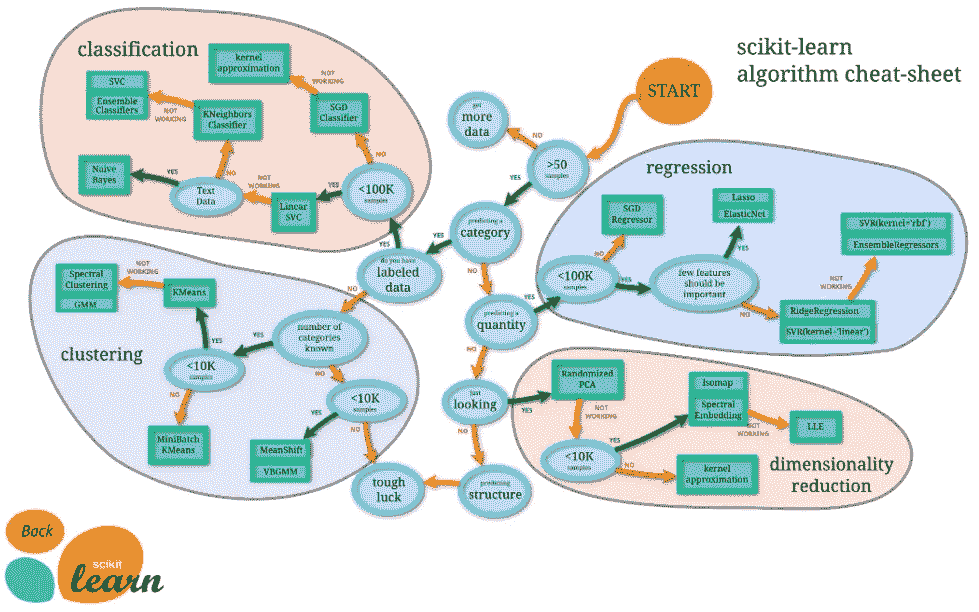 scikit-learn
algorithm cheat-sheet
START
get
more
data
NO
>50
samples
YES
predicting a
category
YES
NO
do you have
labeled
data
YES
NO
predicting a
quantity
YES
NO
just
looking
YES
NO
predicting
structure
tough
luck
classification
kernel
approximation
NOT
WORKING
SGD
Classifier
NO
<100K
samples
YES
Linear
SVC
NOT
WORKING
Text
Data
YES
Naive
Bayes
NO
KNeighbors
Classifier
NOT
WORKING
SVC
Ensemble
Classifiers
regression
<100K
samples
NO
SGD
Regressor
YES
few features
should be
important
YES
Lasso
ElasticNet
NO
RidgeRegression
SVR(kernel='linear')
NOT
WORKING
SVR(kernel='rbf')
EnsembleRegressors
clustering
number of
categories
known
YES
NO
<10K
samples
YES
KMeans
NOT
WORKING
Spectral
Clustering
GMM
NO
MiniBatch
KMeans
<10K
samples
YES
MeanShift
VBGMM
NO
dimensionality
reduction
Randomized
PCA
NOT
WORKING
<10K
samples
YES
Isomap
Spectral
Embedding
NOT
WORKING
LLE
NO
kernel
approximation
Back
scikit
learn